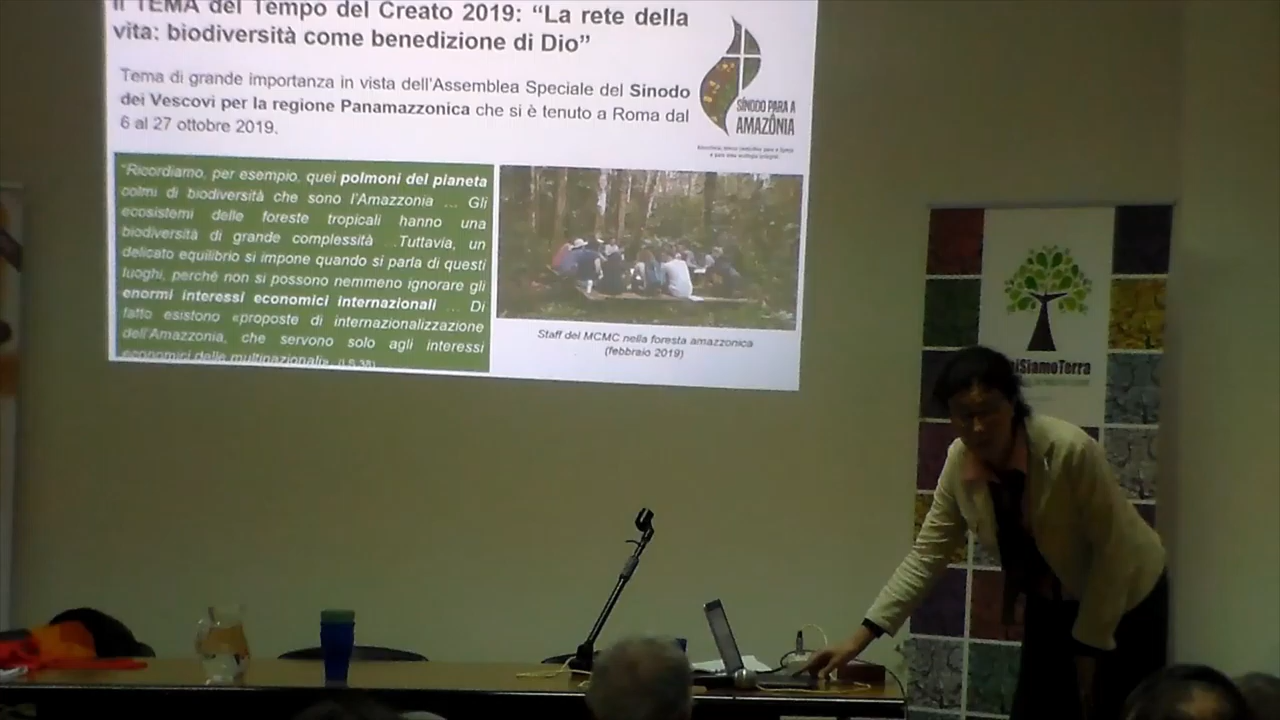 Il TEMA del Tempo del Creato 2019: “La rete della
vita: biodiversità come benedizione di Dio”
Tema di grande importanza in vista dell'Assemblea Speciale del Sinodo
dei Vescovi per la regione Panamazzonica che si è tenuto a Roma dal
6 al 27 ottobre 2019.
SÍNODO PARA A
AMAZÔNIA
“Ricordiamo, per esempio, quei polmoni del pianeta
colmi di biodiversità che sono l'Amazzonia ... Gli
ecosistemi delle foreste tropicali hanno una
biodiversità di grande complessità ...Tuttavia, un
delicato equilibrio si impone quando si parla di questi
luoghi, perché non si possono nemmeno ignorare gli
enormi interessi economici internazionali ... Di
fatto esistono «proposte di internazionalizzazione
dell'Amazzonia, che servono solo agli interessi
economici delle multinazionali». (LS 38)
Staff del MCMC nella foresta amazzonica
(febbraio 2019)
iSiamoTerra